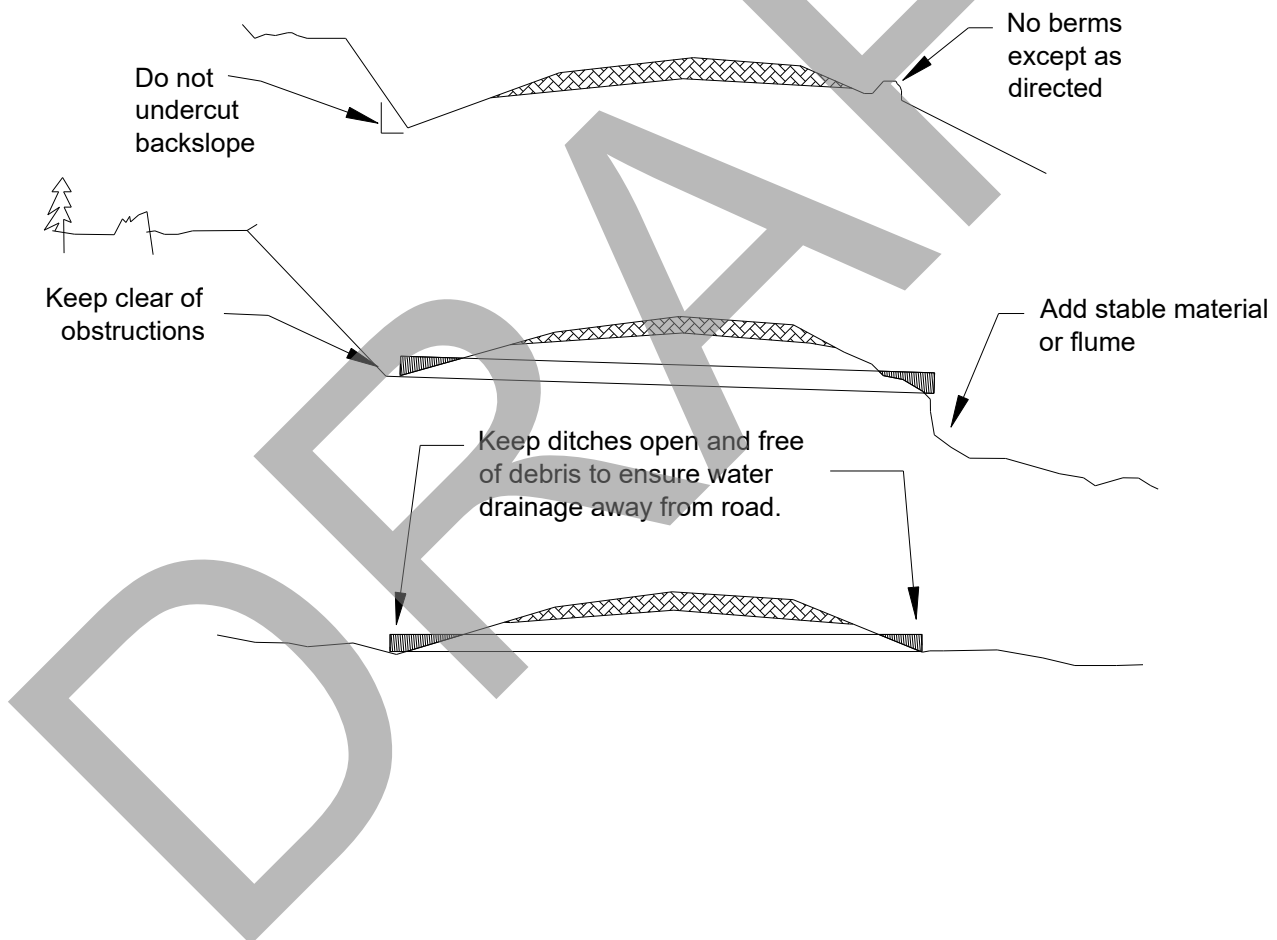 No berms
except as
directed
Do not
undercut
backslope
Keep clear of
obstructions
Add stable material
or flume
Keep ditches open and free
of debris to ensure water
drainage away from road.
DRAF